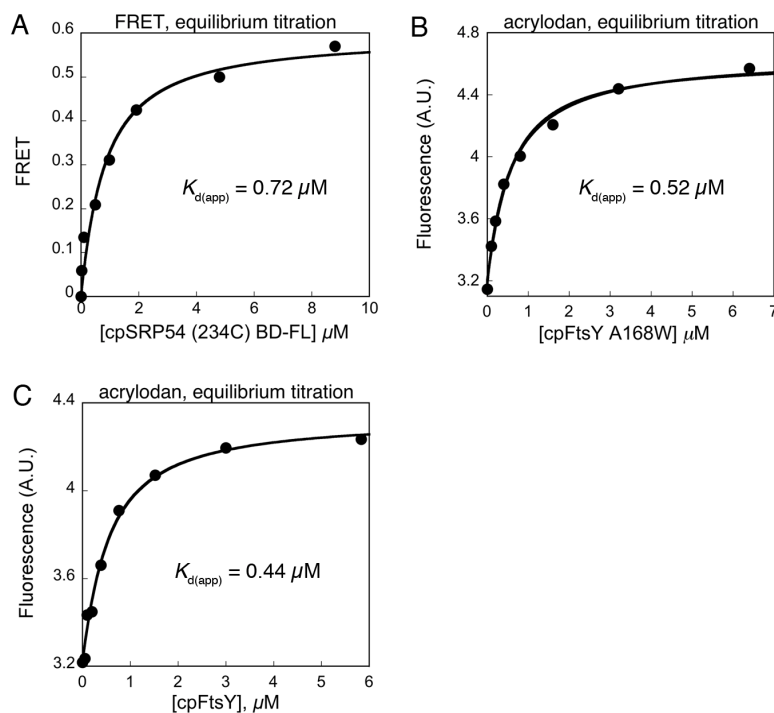 A
FRET, equilibrium titration
0.6
0.5
0.4
0.3
0.2
0.1
0
FRET
K d(app) = 0.72 μM
0 2 4 6 8 10
[cpSRP54 (234C) BD-FL] μM
B
acrylodan, equilibrium titration
4.8
4.4
4
3.6
3.2
Fluorescence (A.U.)
K d(app) = 0.52 μM
0 1 2 3 4 5 6 7
[cpFtsY A168W] μM
C
acrylodan, equilibrium titration
4.4
4
3.6
3.2
Fluorescence (A.U.)
K d(app) = 0.44 μM
0 1 2 3 4 5 6
[cpFtsY], μM